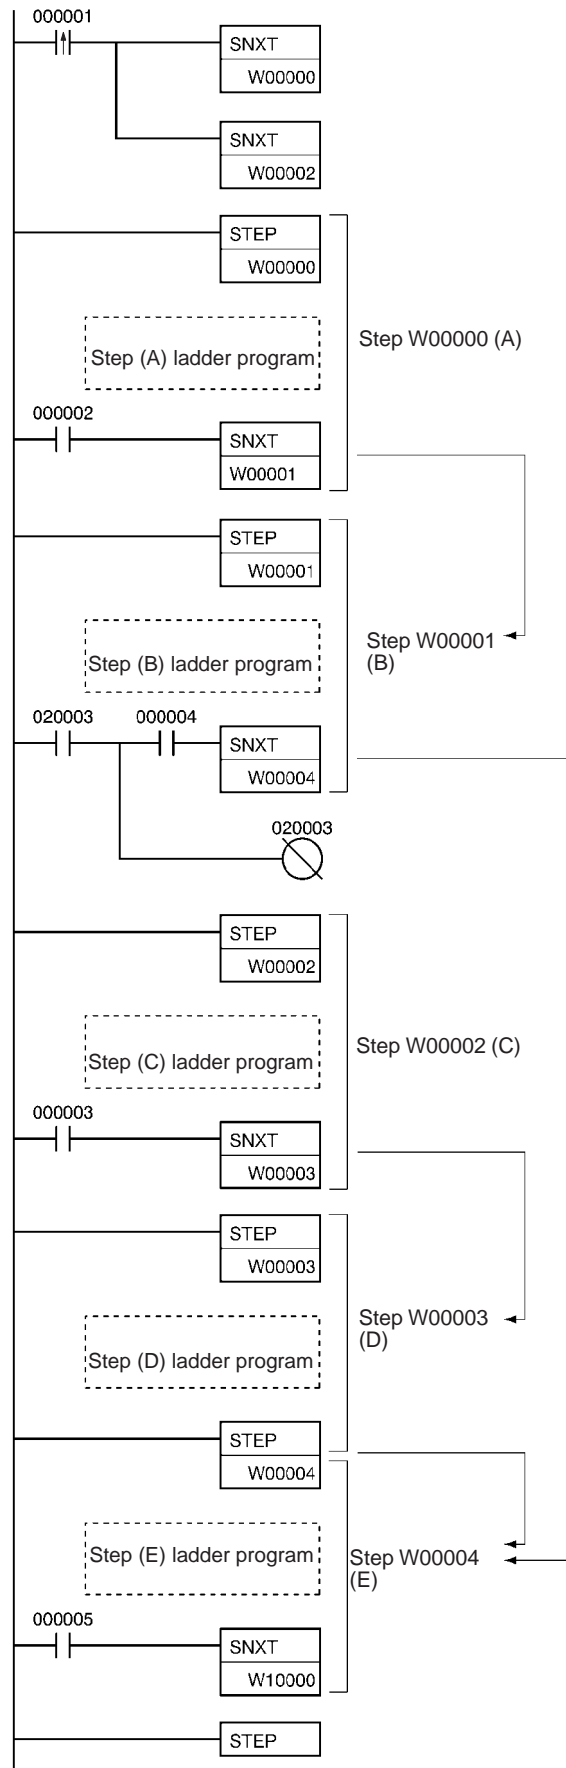 000001
SNXT
W00000
SNXT
W00002
STEP
W00000
Step W00000 (A)
Step (A) ladder program
000002
SNXT
W00001
STEP
W00001
Step W00001
(B)
Step (B) ladder program
020003
000004
SNXT
W00004
020003
STEP
W00002
Step W00002 (C)
Step (C) ladder program
000003
SNXT
W00003
STEP
W00003
Step W00003
(D)
Step (D) ladder program
STEP
W00004
Step (E) ladder program
Step W00004
(E)
000005
SNXT
W10000
STEP